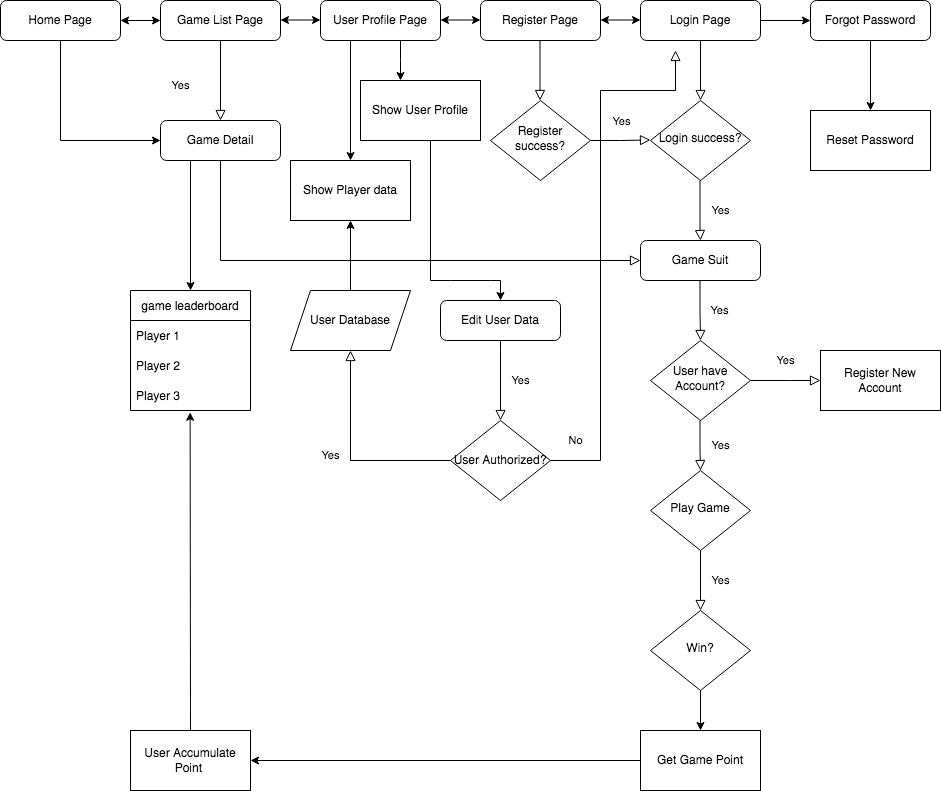 Home Page
Game List Page
User Profile Page
Register Page
Login Page
Forgot Password
Yes
Show User Profile
Game Detail
Register
success?
Yes
Login success?
Reset Password
Show Player data
Yes
Game Suit
game leaderboard
Player 1
Player 2
Player 3
User Database
Edit User Data
Yes
User have
Account?
Yes
Register New
Account
Yes
Yes
User Authorized?
No
Yes
Play Game
Yes
Win?
User Accumulate
Point
Get Game Point